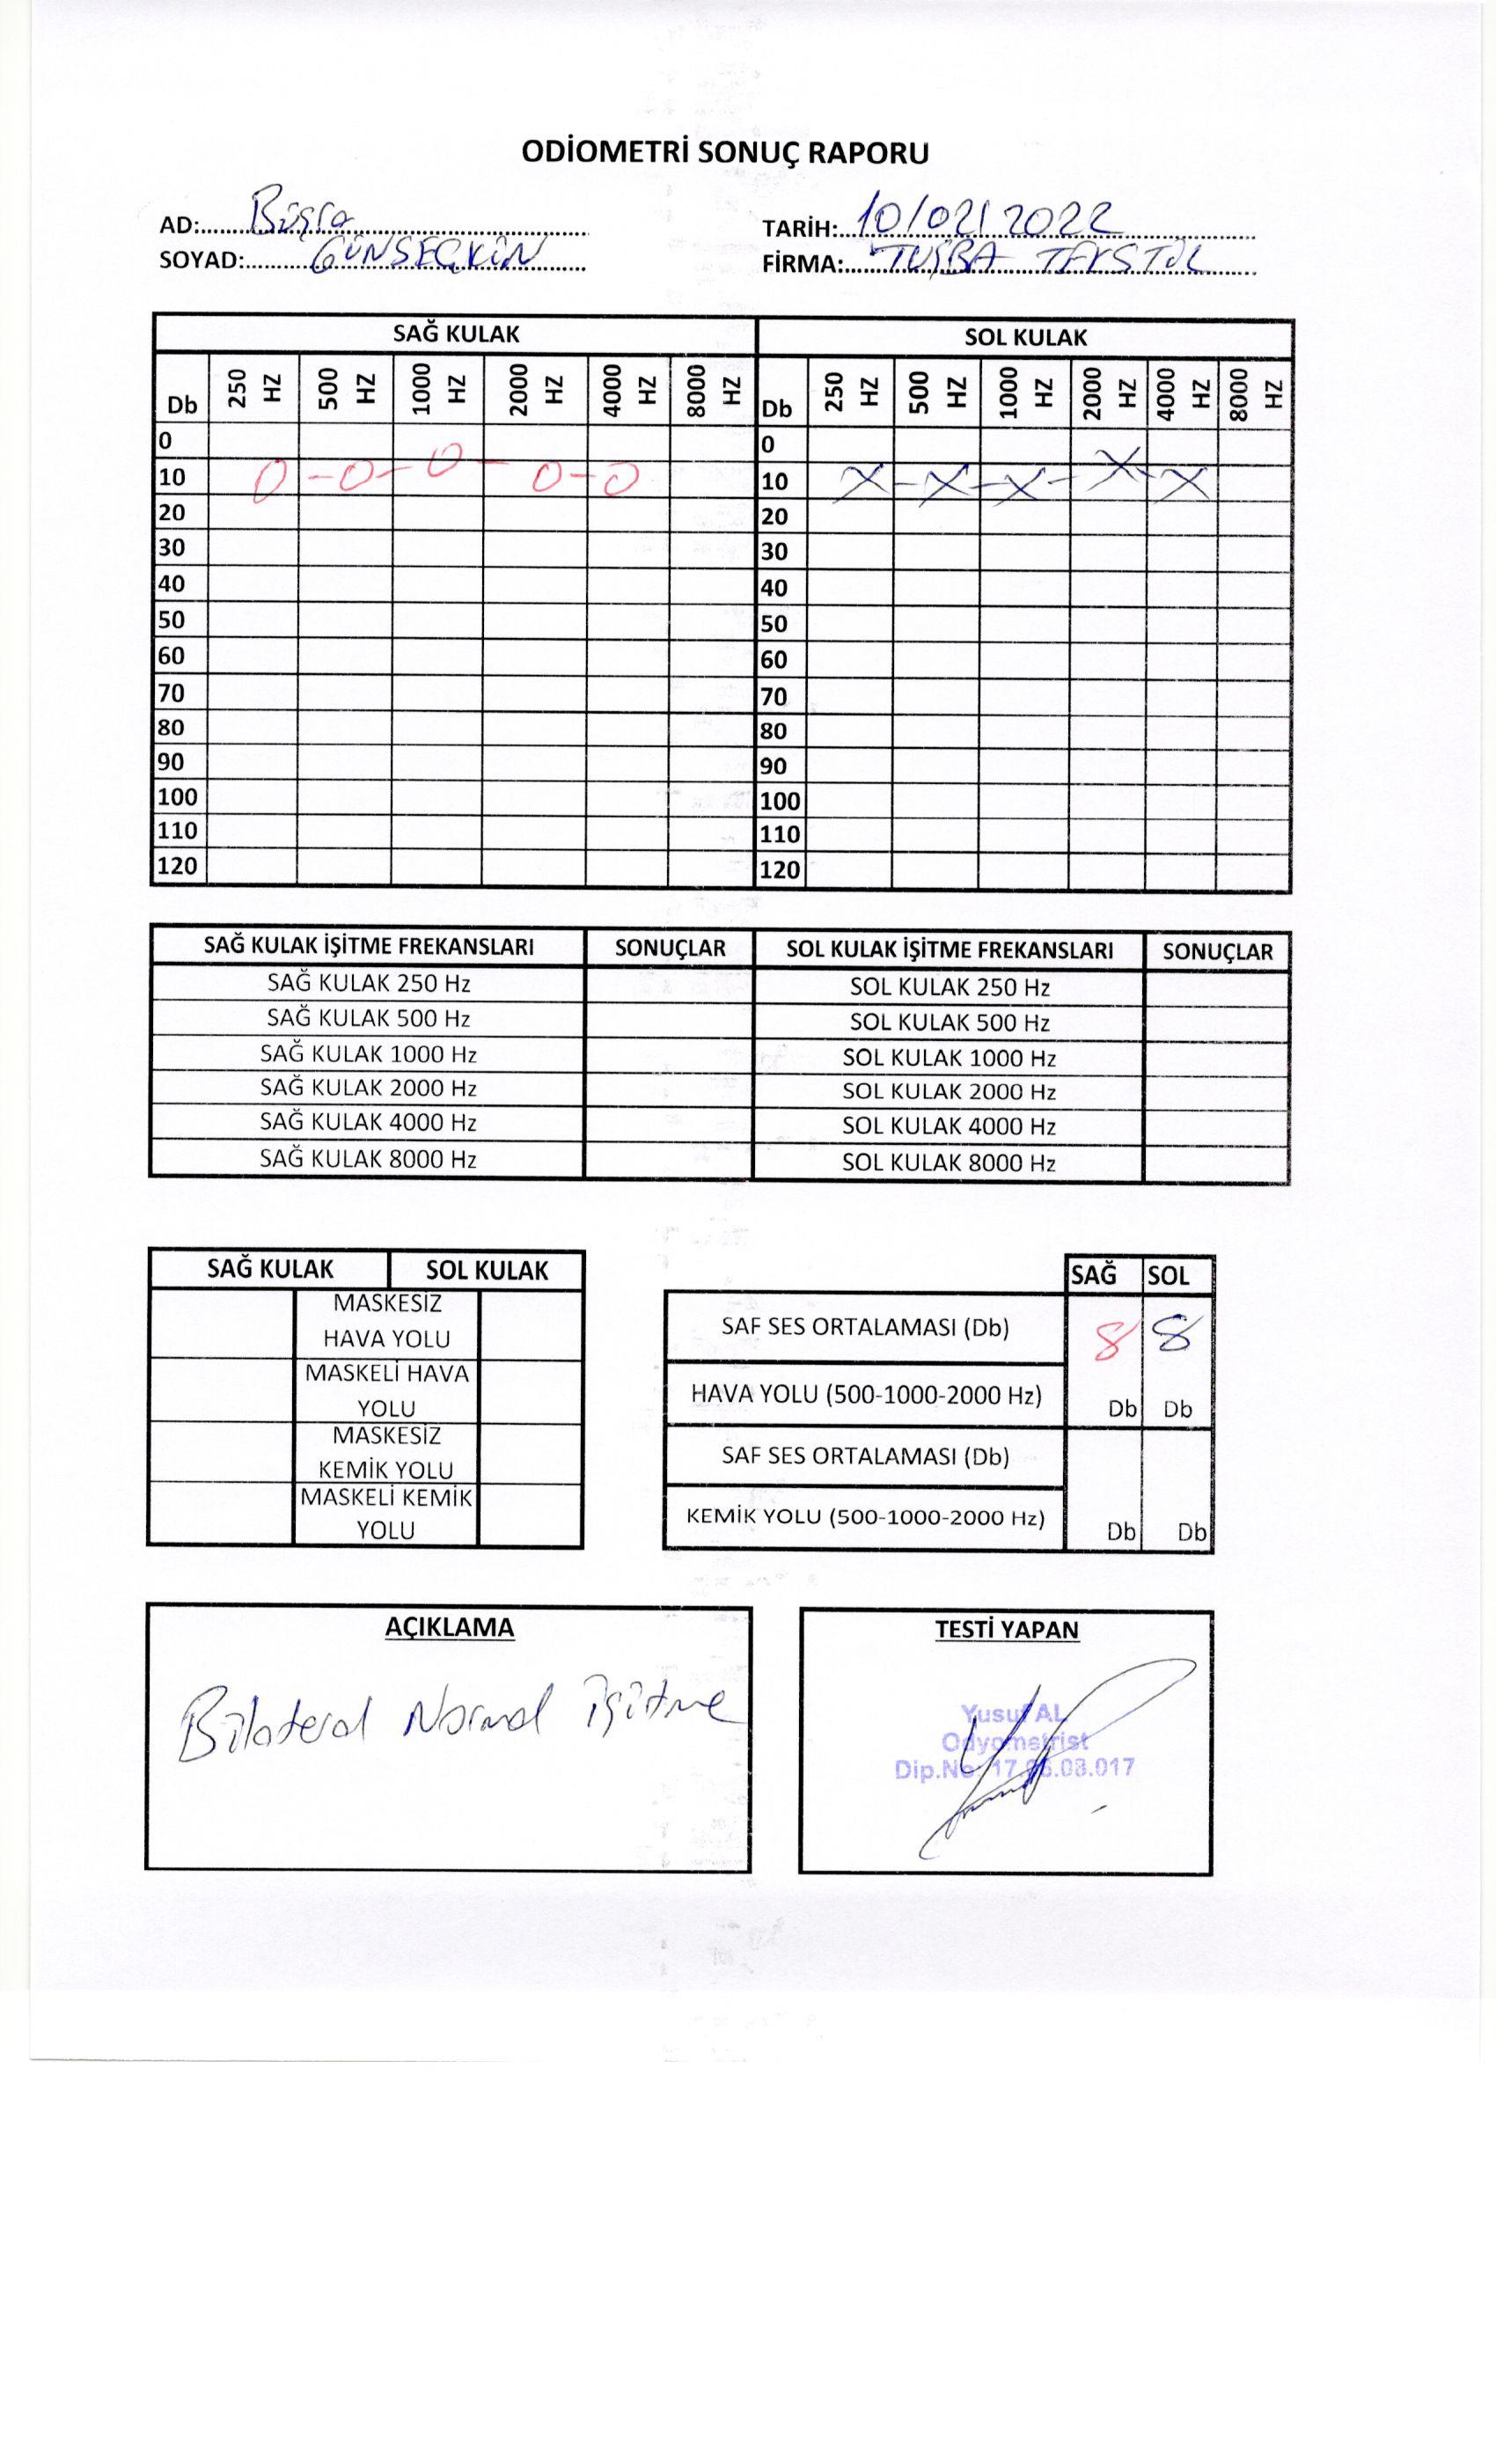 ODİOMETRİ SONUÇ RAPORU
AD: Büşra
TARİH: 10/02/2022
SOYAD: GÜNSEÇKİN
FİRMA: TUĞBA TEKSTİL
SAĞ KULAK SOL KULAK
Db 250 HZ 500 HZ 1000 HZ 2000 HZ 4000 HZ 8000 HZ Db 250 HZ 500 HZ 1000 HZ 2000 HZ 4000 HZ 8000 HZ
0 0
10 O-O-O-O-O 10 X-X-X-X-X
20 20
30 30
40 40
50 50
60 60
70 70
80 80
90 90
100 100
110 110
120 120
SAĞ KULAK İŞİTME FREKANSLARI SONUÇLAR SOL KULAK İŞİTME FREKANSLARI SONUÇLAR
SAĞ KULAK 250 Hz SOL KULAK 250 Hz
SAĞ KULAK 500 Hz SOL KULAK 500 Hz
SAĞ KULAK 1000 Hz SOL KULAK 1000 Hz
SAĞ KULAK 2000 Hz SOL KULAK 2000 Hz
SAĞ KULAK 4000 Hz SOL KULAK 4000 Hz
SAĞ KULAK 8000 Hz SOL KULAK 8000 Hz
SAĞ KULAK SOL KULAK
MASKESİZ
HAVA YOLU
MASKELİ HAVA
YOLU
MASKESİZ
KEMİK YOLU
MASKELİ KEMİK
YOLU
SAĞ SOL
SAF SES ORTALAMASI (Db) 8 8
HAVA YOLU (500-1000-2000 Hz) Db Db
SAF SES ORTALAMASI (Db)
KEMİK YOLU (500-1000-2000 Hz) Db Db
AÇIKLAMA
Bilateral Normal işitme
TESTİ YAPAN
Yusuf AL
Odyometrist
Dip.No: